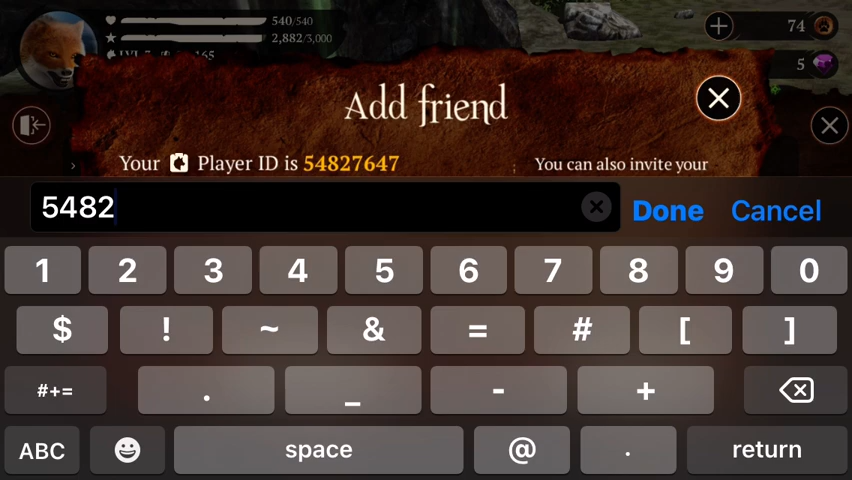 540/540
2,882/3,000
74
165
5
Add friend
Your Player ID is 54827647
You can also invite your
5482
Done Cancel
1 2 3 4 5 6 7 8 9 0
$ ! ~ & = # [ ]
#+= . _ - +
ABC space @ . return